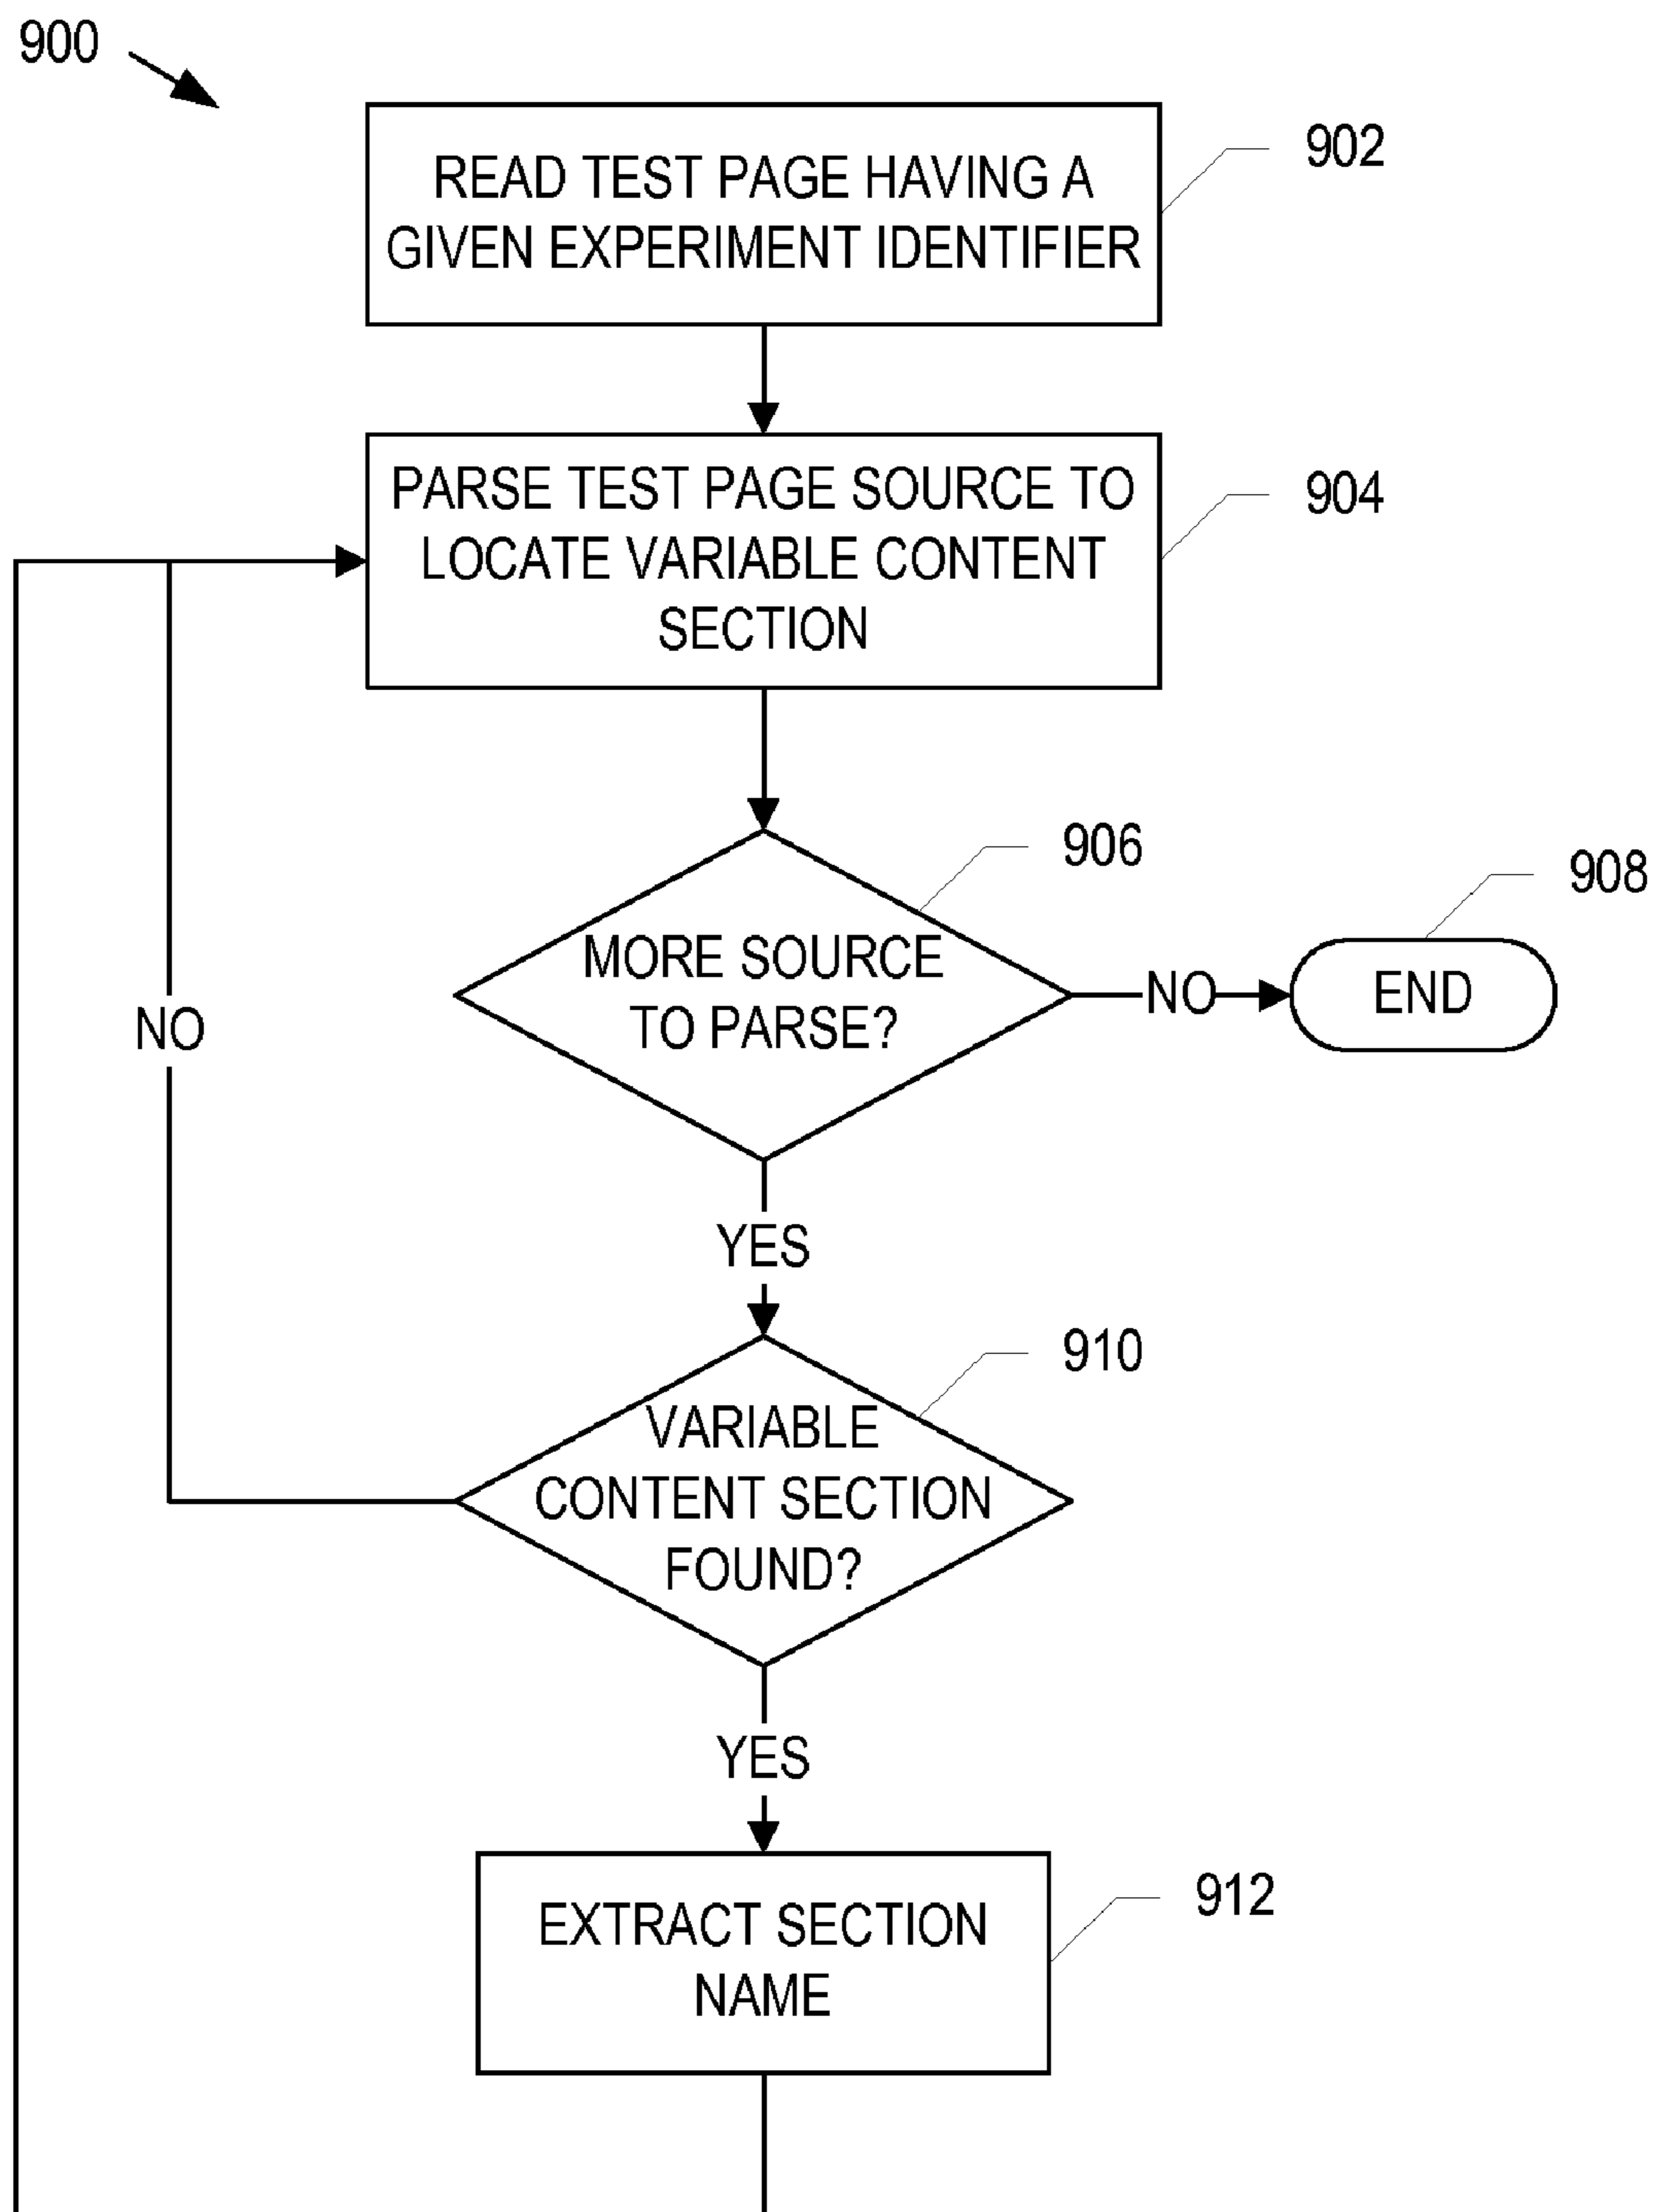 900
READ TEST PAGE HAVING A
GIVEN EXPERIMENT IDENTIFIER
902
PARSE TEST PAGE SOURCE TO
LOCATE VARIABLE CONTENT
SECTION
904
MORE SOURCE
TO PARSE?
906
NO
END
908
YES
NO
VARIABLE
CONTENT SECTION
FOUND?
910
YES
EXTRACT SECTION
NAME
912